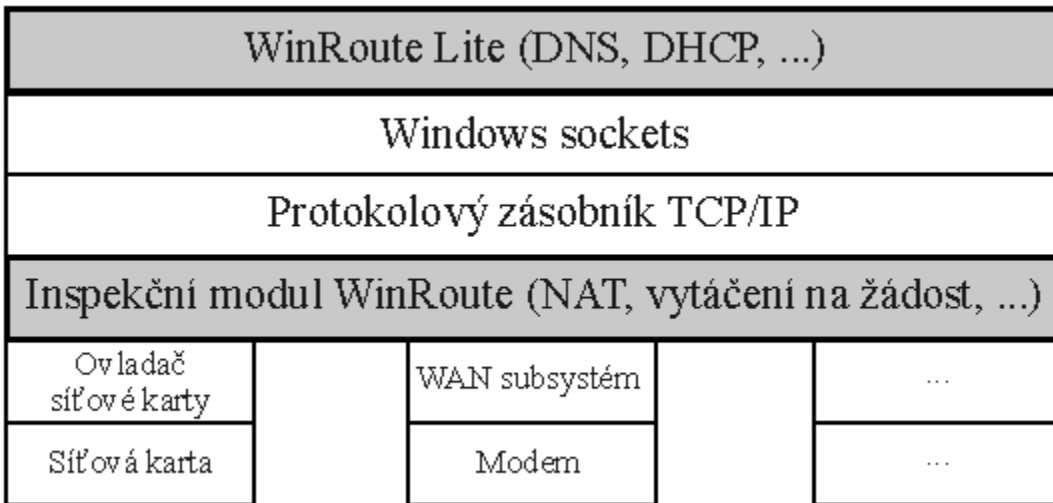 WinRoute Lite (DNS, DHCP, ...)
Windows sockets
Protokolový zásobník TCP/IP
Inspekční modul WinRoute (NAT, vytáčení na žádost, ...)
Ovladač
síťové karty
WAN subsystém
...
Síťová karta
Modem
...